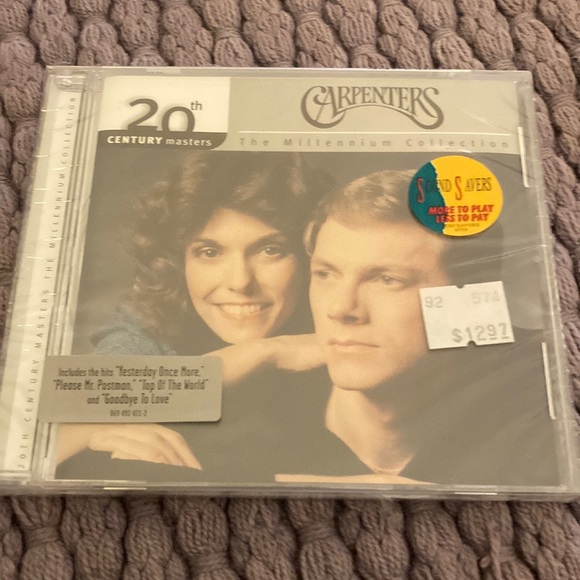 20th
CENTURY masters
CARPENTERS
The Millennium Collection
SOUND SAVERS
MORE TO PLAY
LESS TO PAY
92 974
$12.97
Includes the hits "Yesterday Once More,"
"Please Mr. Postman," "Top Of The World"
and "Goodbye To Love"
20TH CENTURY MASTERS THE MILLENNIUM COLLECTION